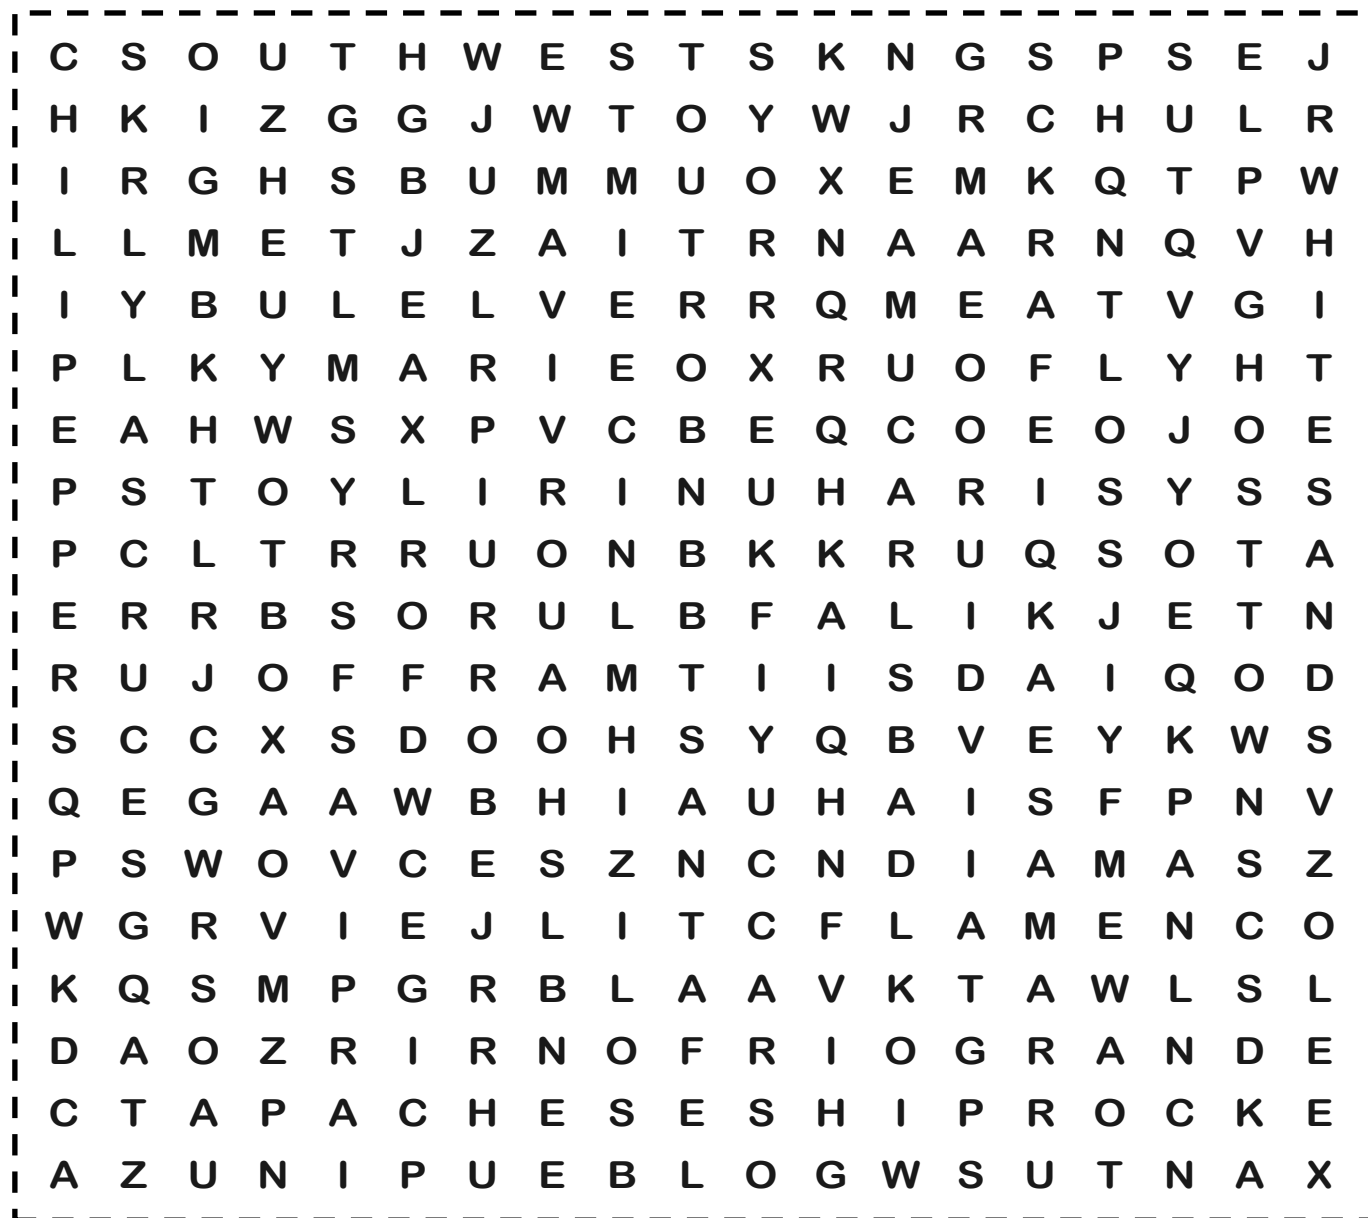 C S O U T H W E S T S K N G S P S E J
H K I Z G G J W T O Y W J R C H U L R
I R G H S B U M M U O X E M K Q T P W
L L M E T J Z A I T R N A A R N Q V H
I Y B U L E L V E R R Q M E A T V G I
P L K Y M A R I E O X R U O F L Y H T
E A H W S X P V C B E Q C O E O J O E
P S T O Y L I R I N U H A R I S Y S S
P C L T R R U O N B K K R U Q S O T A
E R R B S O R U L B F A L I K J E T N
R U J O F F R A M T I I S D A I Q O D
S C C X S D O O H S Y Q B V E Y K W S
Q E G A A W B H I A U H A I S F P N V
P S W O V C E S Z N C N D I A M A S Z
W G R V I E J L I T C F L A M E N C O
K Q S M P G R B L A A V K T A W L S L
D A O Z R I R N O F R I O G R A N D E
C T A P A C H E S E S H I P R O C K E
A Z U N I P U E B L O G W S U T N A X